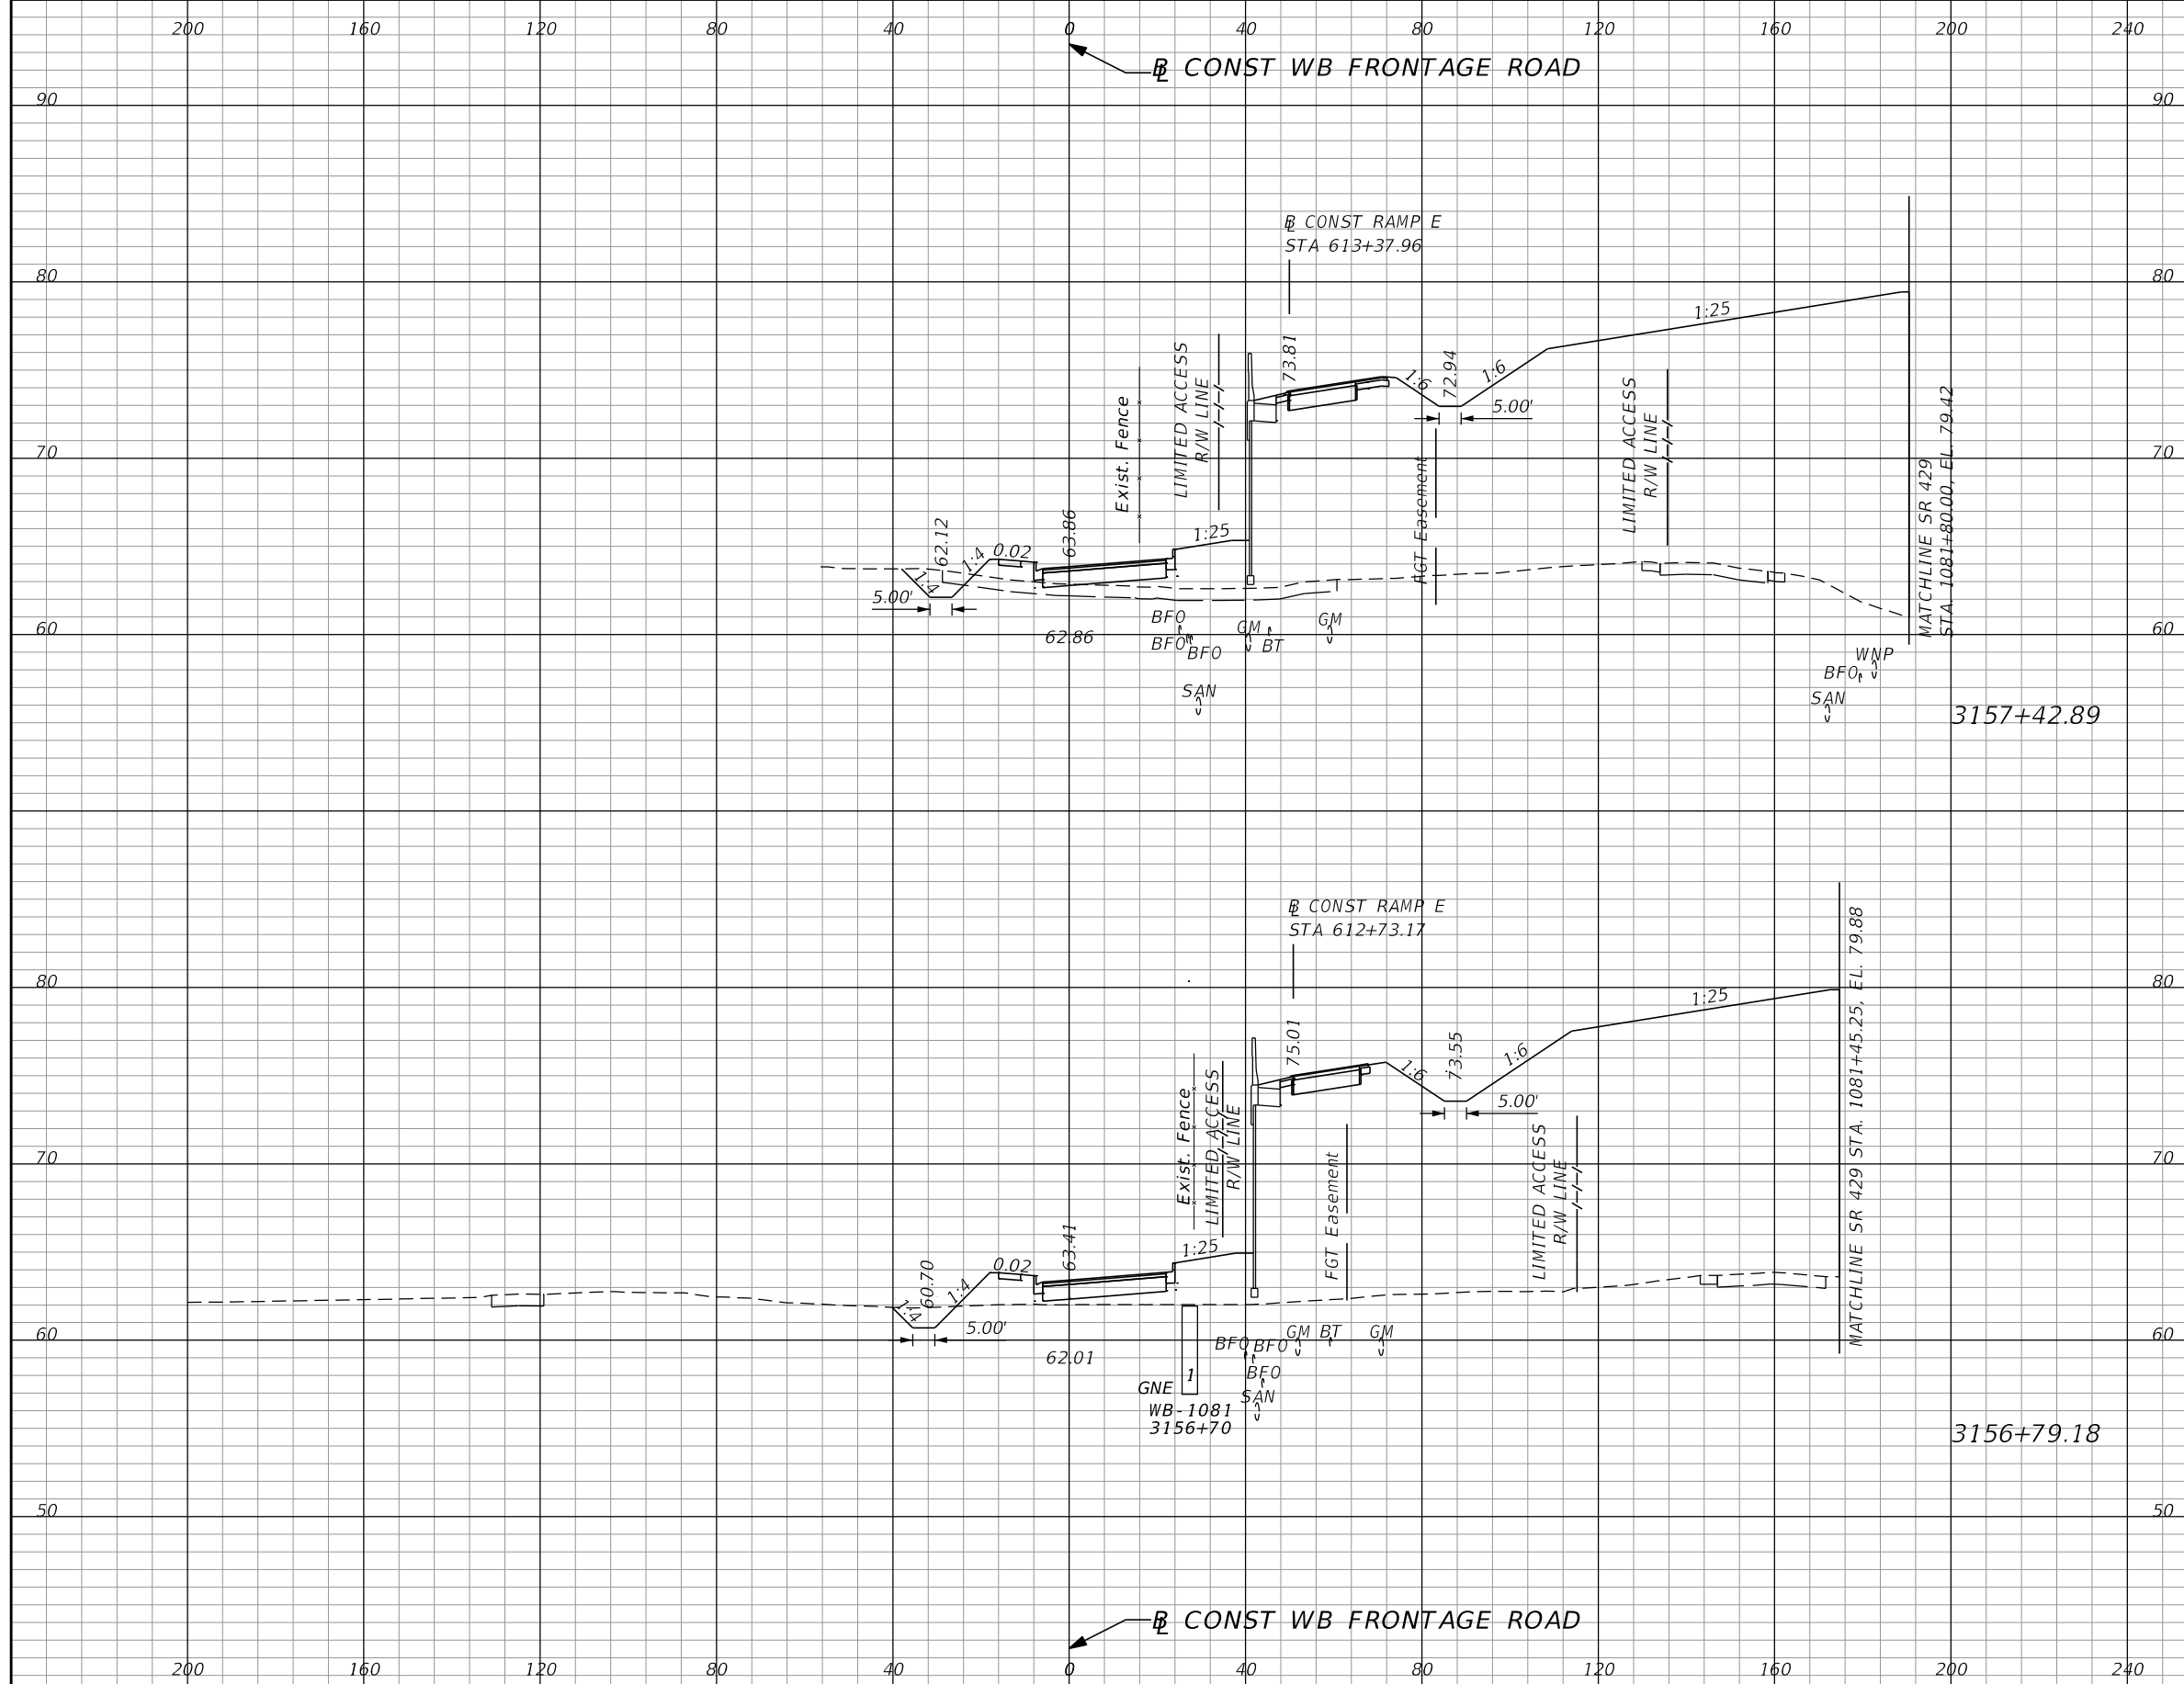 200 160 120 80 40 0 40 80 120 160 200 240
BL CONST WB FRONTAGE ROAD
90 90
BL CONST RAMP E
STA 613+37.96
80 80
1:25
73.81
1:6
72.94
1:6
5.00'
Exist. Fence
LIMITED ACCESS
R/W LINE
FGT Easement
LIMITED ACCESS
R/W LINE
MATCHLINE SR 429
STA. 1081+80.00, EL. 79.42
70 70
62.12
1:4
1:4
0.02
63.86
1:25
5.00'
60 60
62.86
BFO
BFO
BFO
GM
BT
GM
SAN
WNP
BFO
SAN
3157+42.89
BL CONST RAMP E
STA 612+73.17
80 80
1:25
75.01
1:6
73.55
1:6
5.00'
Exist. Fence
LIMITED ACCESS
R/W LINE
FGT Easement
LIMITED ACCESS
R/W LINE
MATCHLINE SR 429 STA. 1081+45.25, EL. 79.88
70 70
60.70
1:4
1:4
0.02
63.41
1:25
5.00'
60 60
62.01
BFO
BFO
GM
BT
GM
BFO
SAN
1
GNE
WB-1081
3156+70
3156+79.18
50 50
BL CONST WB FRONTAGE ROAD
200 160 120 80 40 0 40 80 120 160 200 240